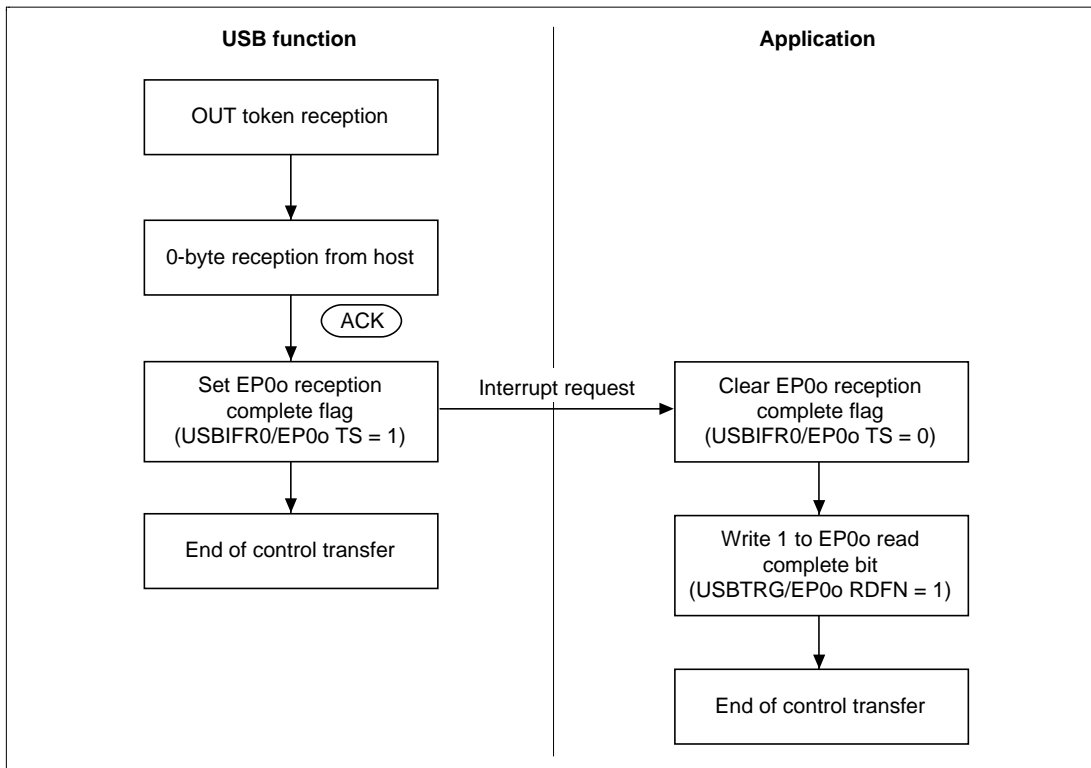 USB function
Application
OUT token reception
0-byte reception from host
ACK
Set EP0o reception
complete flag
(USBIFR0/EP0o TS = 1)
Interrupt request
Clear EP0o reception
complete flag
(USBIFR0/EP0o TS = 0)
End of control transfer
Write 1 to EP0o read
complete bit
(USBTRG/EP0o RDFN = 1)
End of control transfer